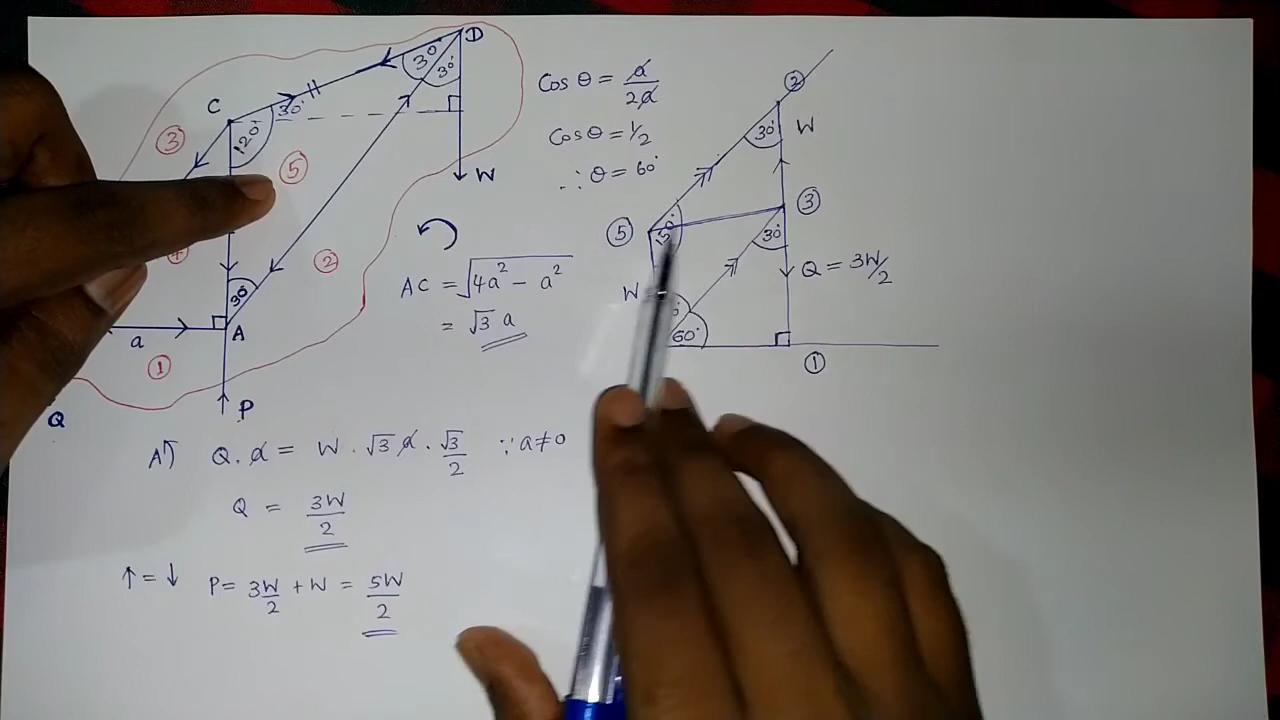 D
30°
30°
C
30°
120°
③
⑤
W
②
30°
A
a
①
Q
P
Cos θ = a/2a
Cos θ = 1/2
∴ θ = 60°
AC = √4a² − a²
= √3 a
②
30°
W
③
⑤
150°
30°
Q = 3W/2
W
60°
①
A↰ Q. a = W . √3 a . √3/2 ∵ a ≠ 0
Q = 3W/2
↑ = ↓ P = 3W/2 + W = 5W/2